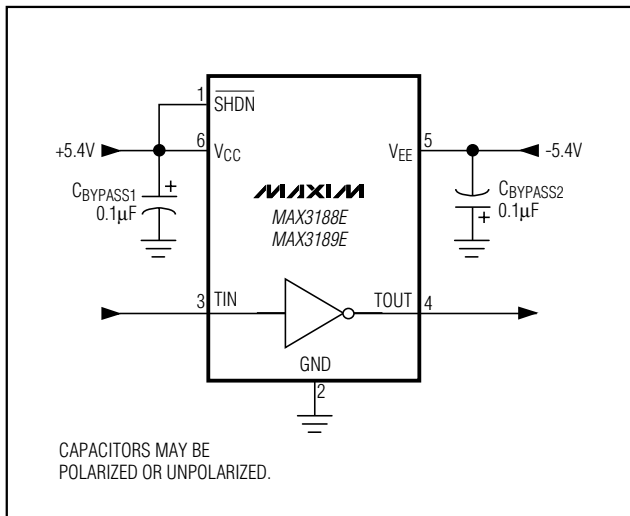 1
SHDN
+5.4V
6
VCC
5
VEE
-5.4V
CBYPASS1
0.1µF
+
MAXIM
MAX3188E
MAX3189E
CBYPASS2
0.1µF
+
3
TIN
TOUT
4
GND
2
CAPACITORS MAY BE
POLARIZED OR UNPOLARIZED.